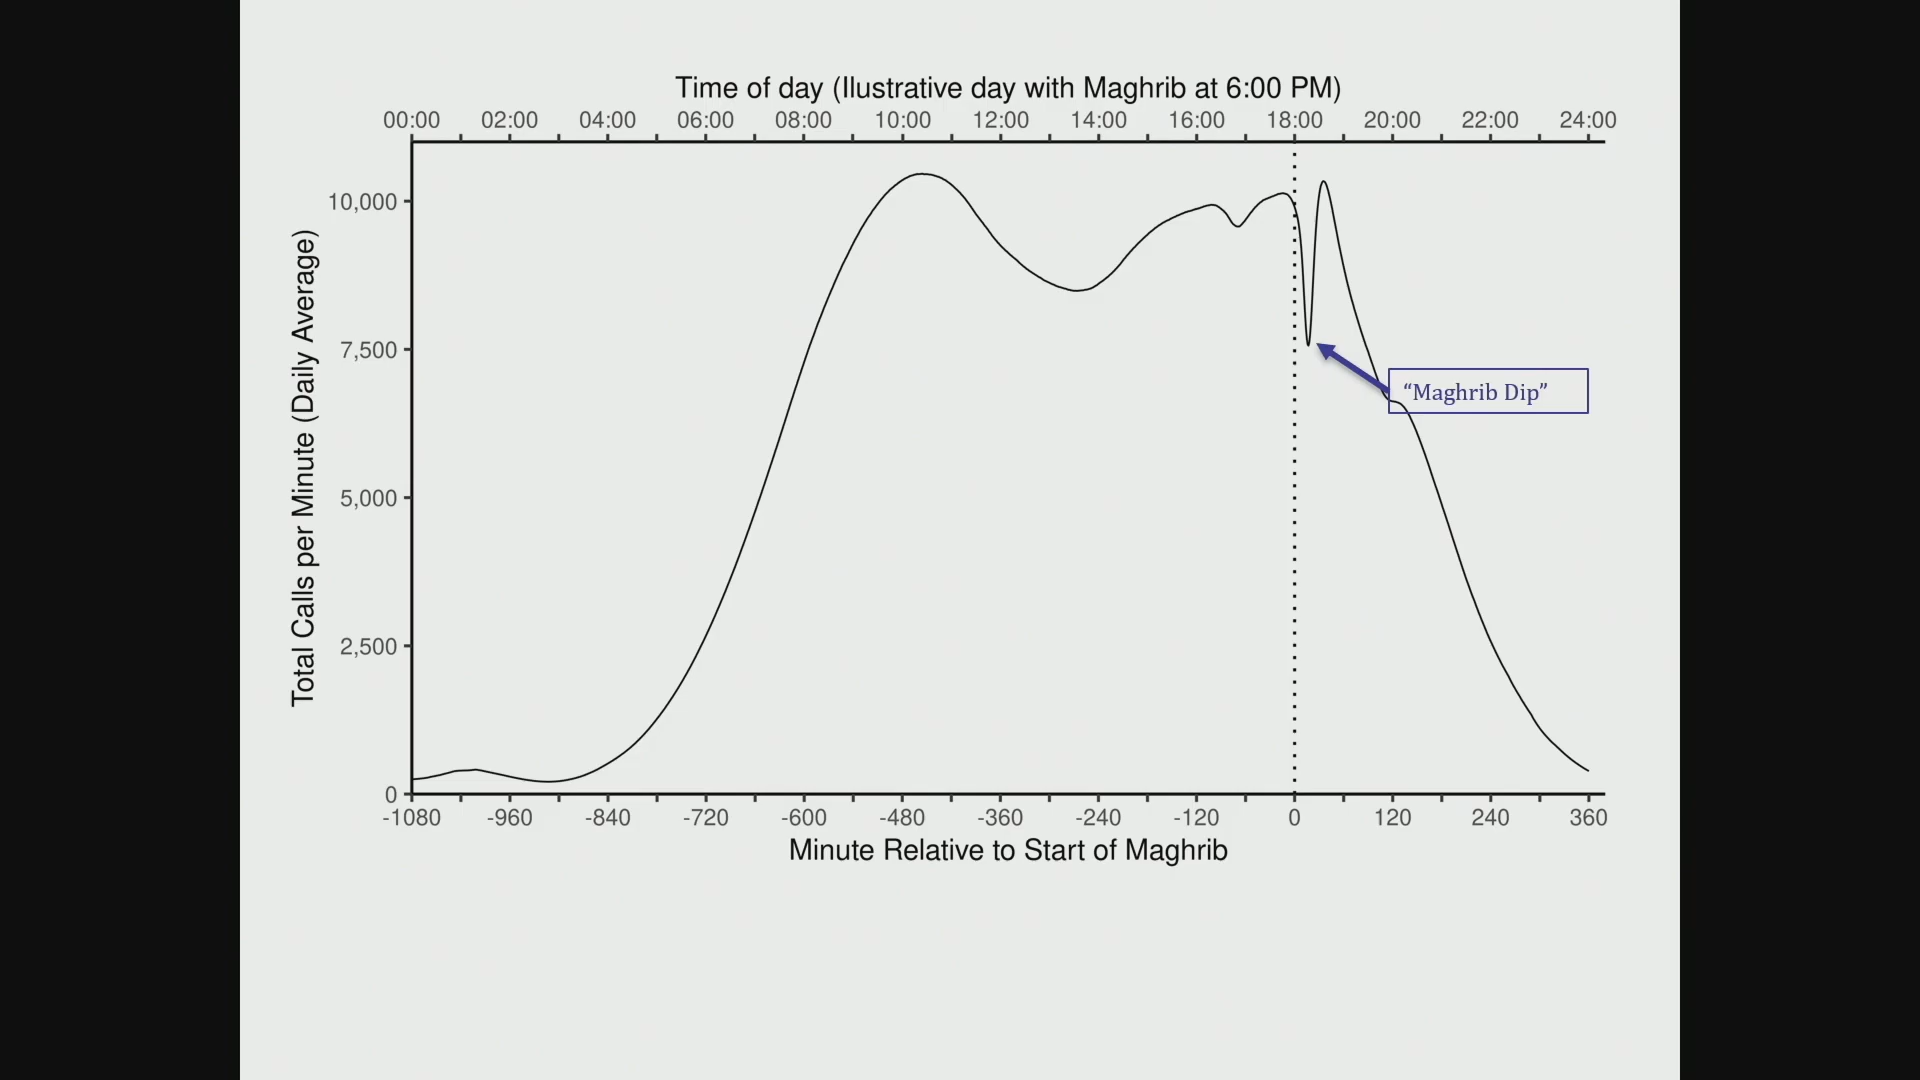 Time of day (Ilustrative day with Maghrib at 6:00 PM)
00:00 02:00 04:00 06:00 08:00 10:00 12:00 14:00 16:00 18:00 20:00 22:00 24:00
Total Calls per Minute (Daily Average)
10,000
7,500
5,000
2,500
0
“Maghrib Dip”
-1080 -960 -840 -720 -600 -480 -360 -240 -120 0 120 240 360
Minute Relative to Start of Maghrib